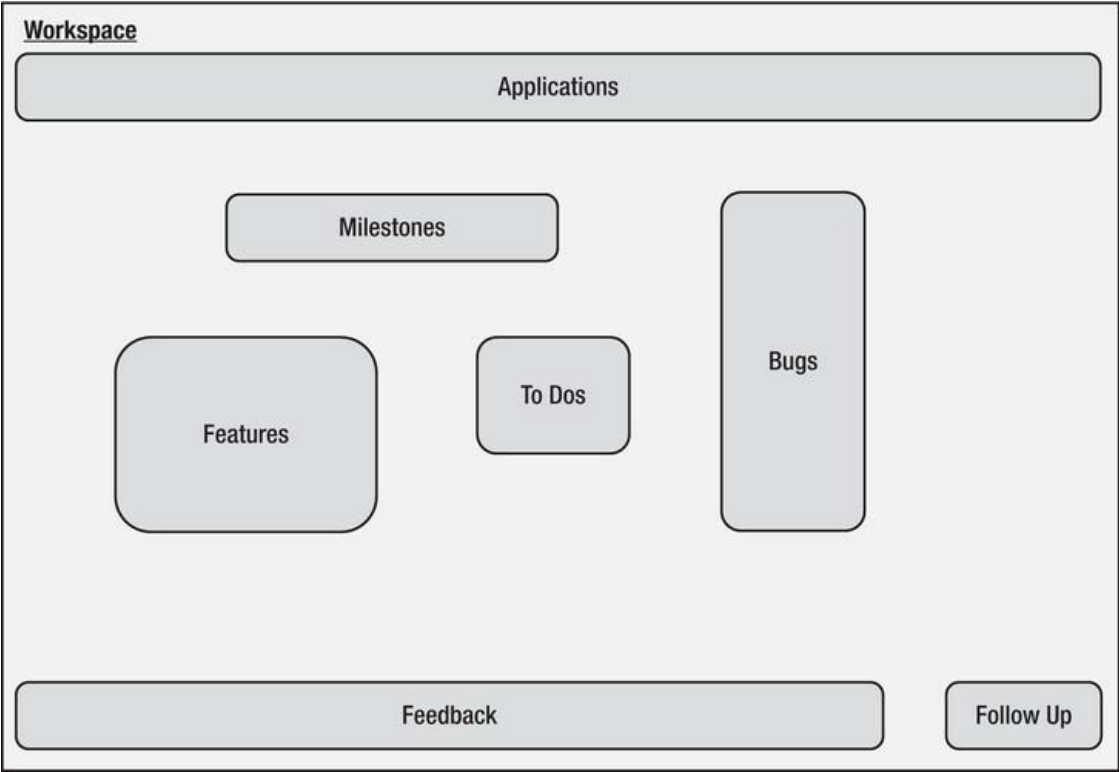 Workspace
Applications
Milestones
Bugs
To Dos
Features
Feedback
Follow Up